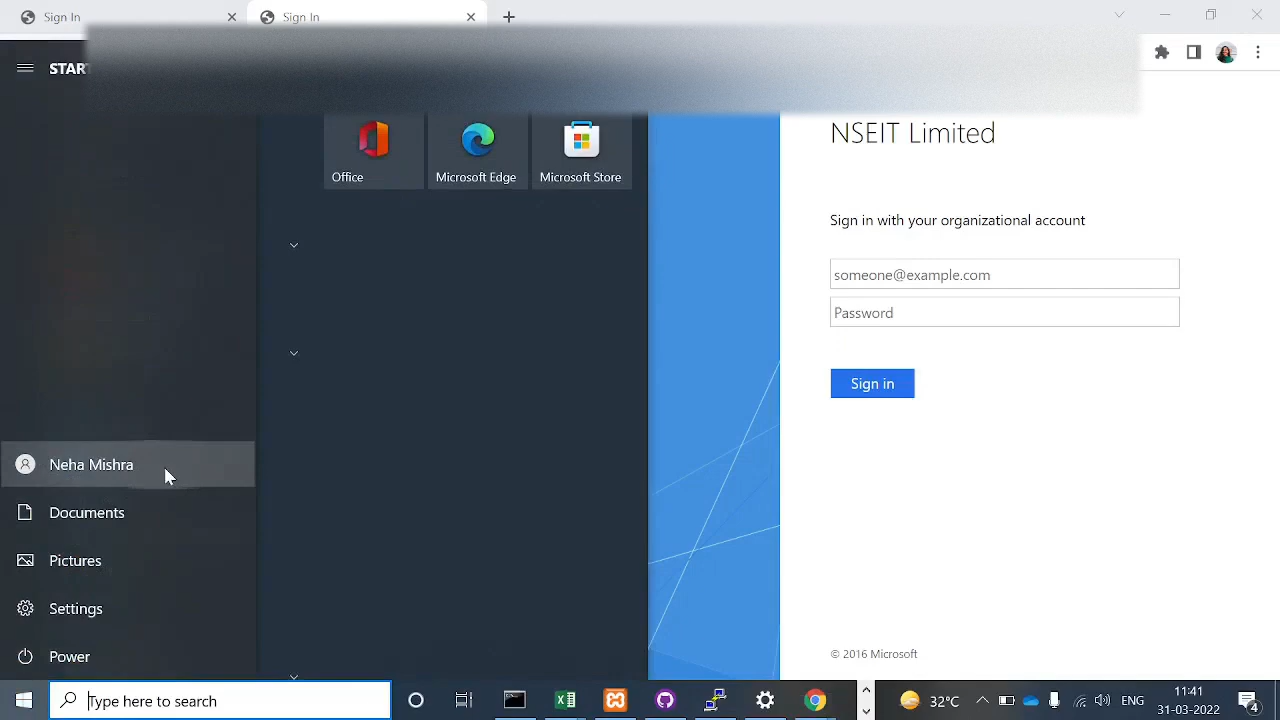 Sign In
Sign In
START
Office
Microsoft Edge
Microsoft Store
Neha Mishra
Documents
Pictures
Settings
Power
NSEIT Limited
Sign in with your organizational account
someone@example.com
Password
Sign in
© 2016 Microsoft
Type here to search
32°C
ENG
11:41
31-03-2022
4